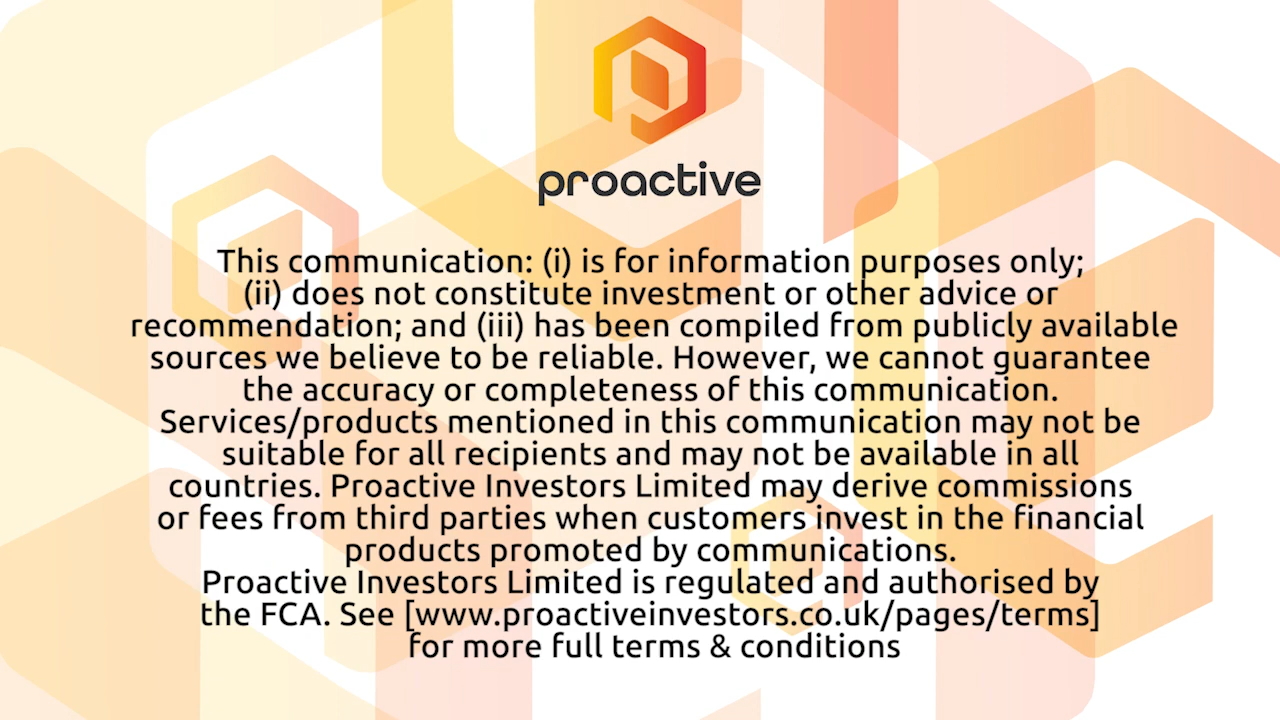 proactive
This communication: (i) is for information purposes only;
(ii) does not constitute investment or other advice or
recommendation; and (iii) has been compiled from publicly available
sources we believe to be reliable. However, we cannot guarantee
the accuracy or completeness of this communication.
Services/products mentioned in this communication may not be
suitable for all recipients and may not be available in all
countries. Proactive Investors Limited may derive commissions
or fees from third parties when customers invest in the financial
products promoted by communications.
Proactive Investors Limited is regulated and authorised by
the FCA. See [www.proactiveinvestors.co.uk/pages/terms]
for more full terms & conditions